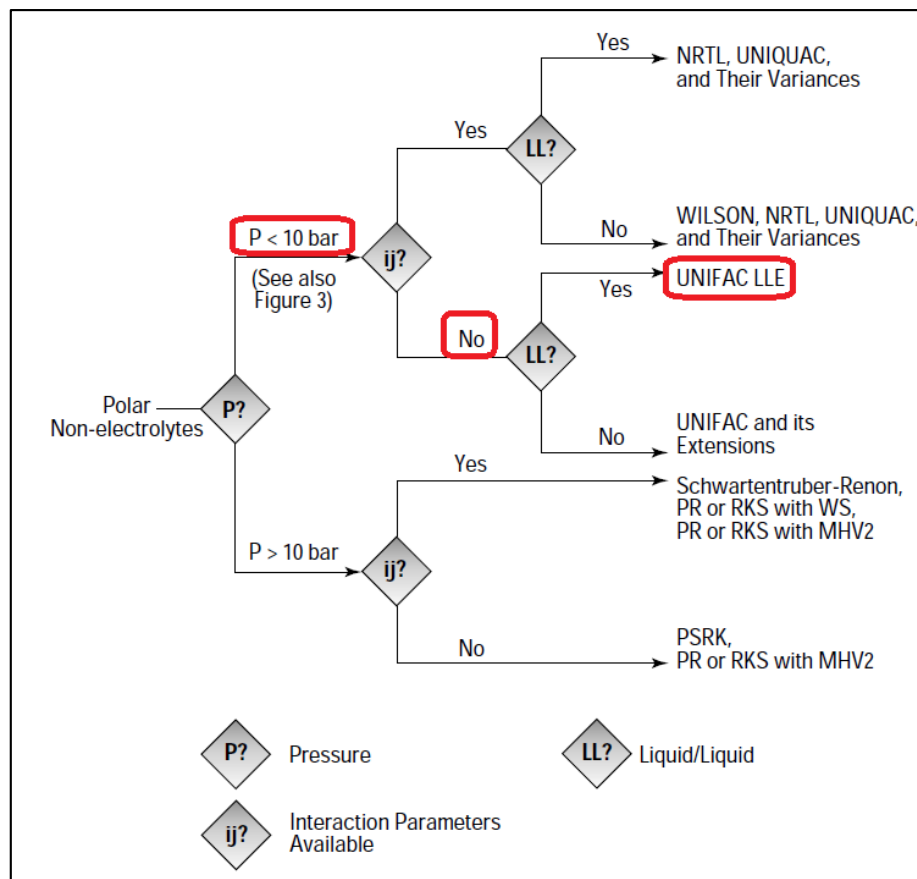 Yes
NRTL, UNIQUAC,
and Their Variances
Yes
LL?
P < 10 bar
No
WILSON, NRTL, UNIQUAC,
and Their Variances
ij?
(See also
Figure 3)
Yes
UNIFAC LLE
No
LL?
Polar
Non-electrolytes
P?
No
UNIFAC and its
Extensions
Yes
Schwartentruber-Renon,
PR or RKS with WS,
PR or RKS with MHV2
P > 10 bar
ij?
No
PSRK,
PR or RKS with MHV2
P?
Pressure
LL?
Liquid/Liquid
ij?
Interaction Parameters
Available